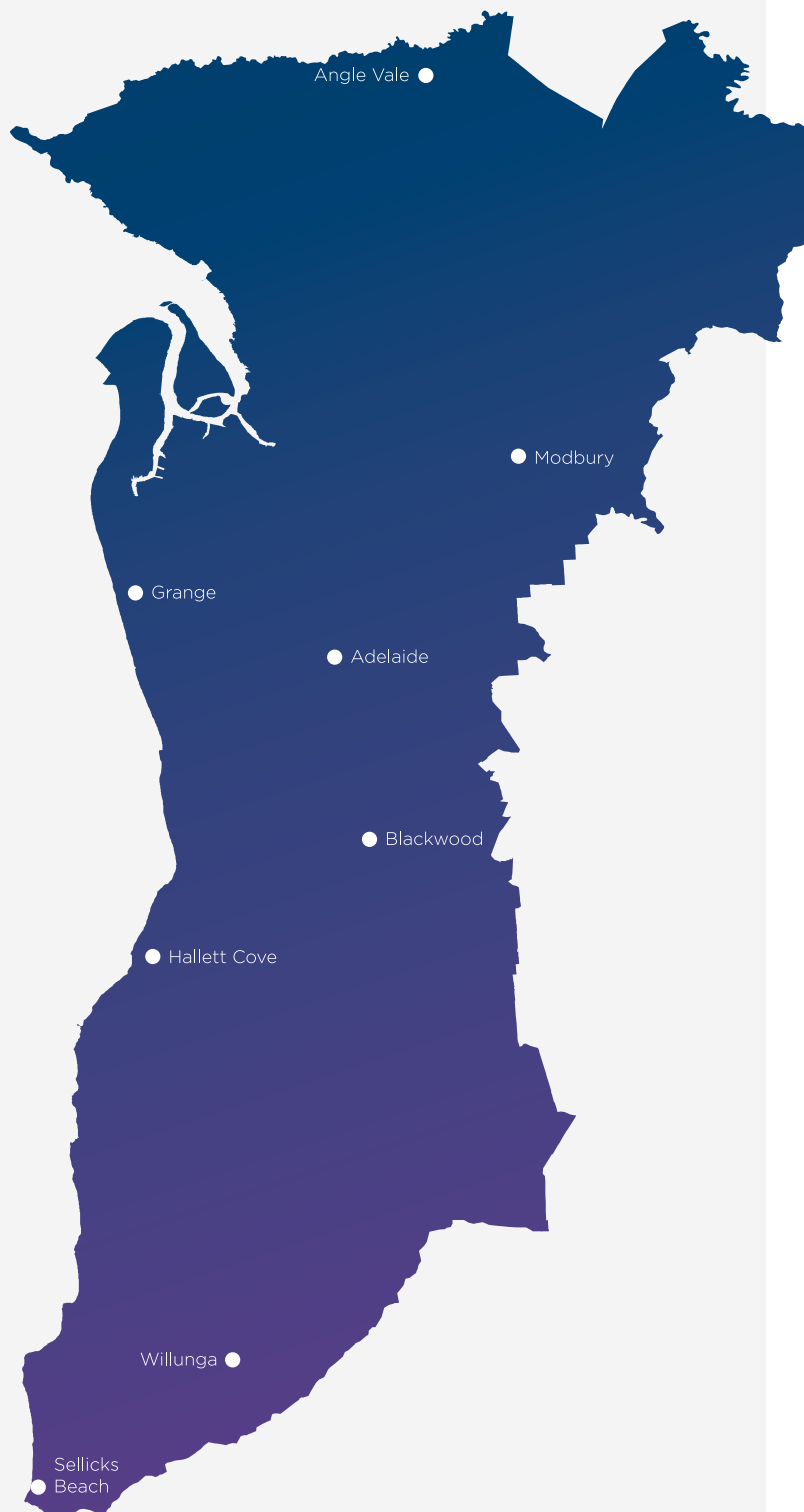 Angle Vale
Modbury
Grange
Adelaide
Blackwood
Hallett Cove
Willunga
Sellicks
Beach